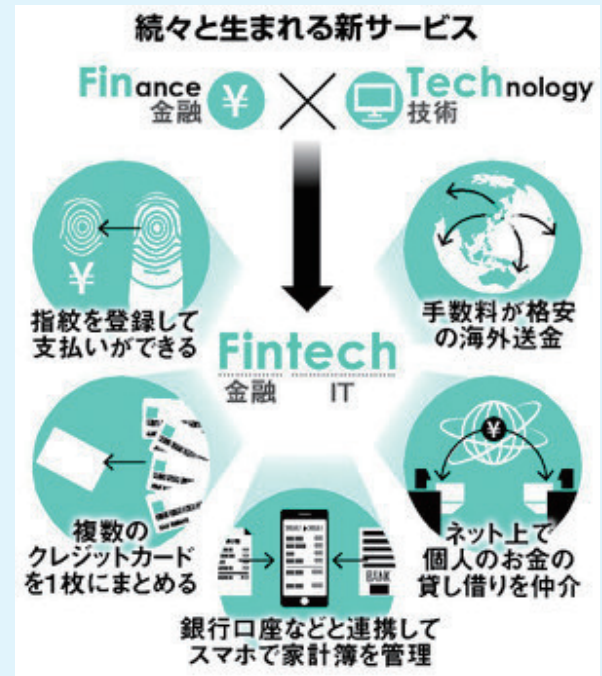 続々と生まれる新サービス
Finance ¥ Technology
金融 技術
¥
指紋を登録して
支払いができる
手数料が格安
の海外送金
Fintech
金融 IT
複数の
クレジットカード
を1枚にまとめる
¥
ネット上で
個人のお金の
貸し借りを仲介
BANK
銀行口座などと連携して
スマホで家計簿を管理